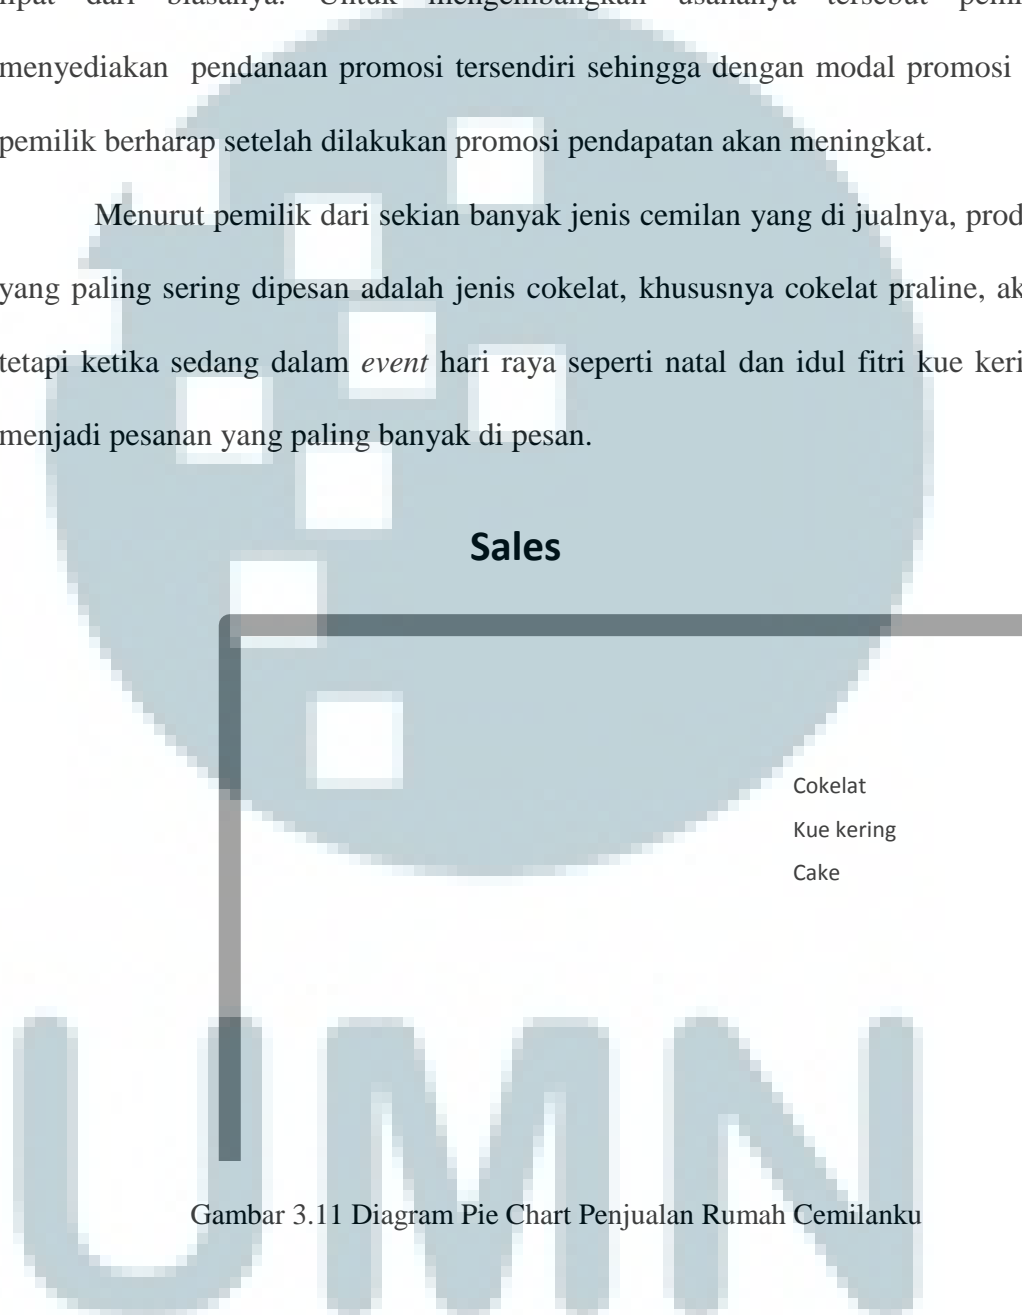 dari biasanya. Untuk mengembangkan usahanya tersebut
menyediakan pendanaan promosi tersendiri sehingga dengan modal promosi
pemilik berharap setelah dilakukan promosi pendapatan akan meningkat.
Menurut pemilik dari sekian banyak jenis cemilan yang di jualnya, prod
yang paling sering dipesan adalah jenis cokelat, khususnya cokelat praline, ak
tetapi ketika sedang dalam event hari raya seperti natal dan idul fitri kue keri
menjadi pesanan yang paling banyak di pesan.
Sales
Cokelat
Kue kering
Cake
Gambar 3.11 Diagram Pie Chart Penjualan Rumah Cemilanku
UMN